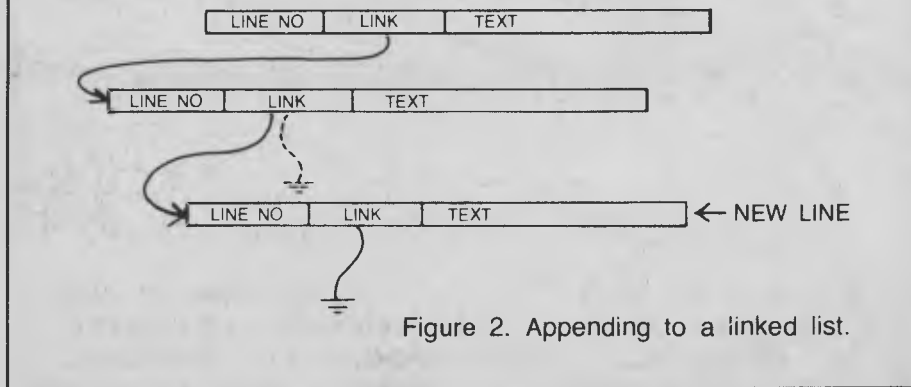 LINE NO LINK TEXT
LINE NO LINK TEXT
LINE NO LINK TEXT ← NEW LINE
Figure 2. Appending to a linked list.